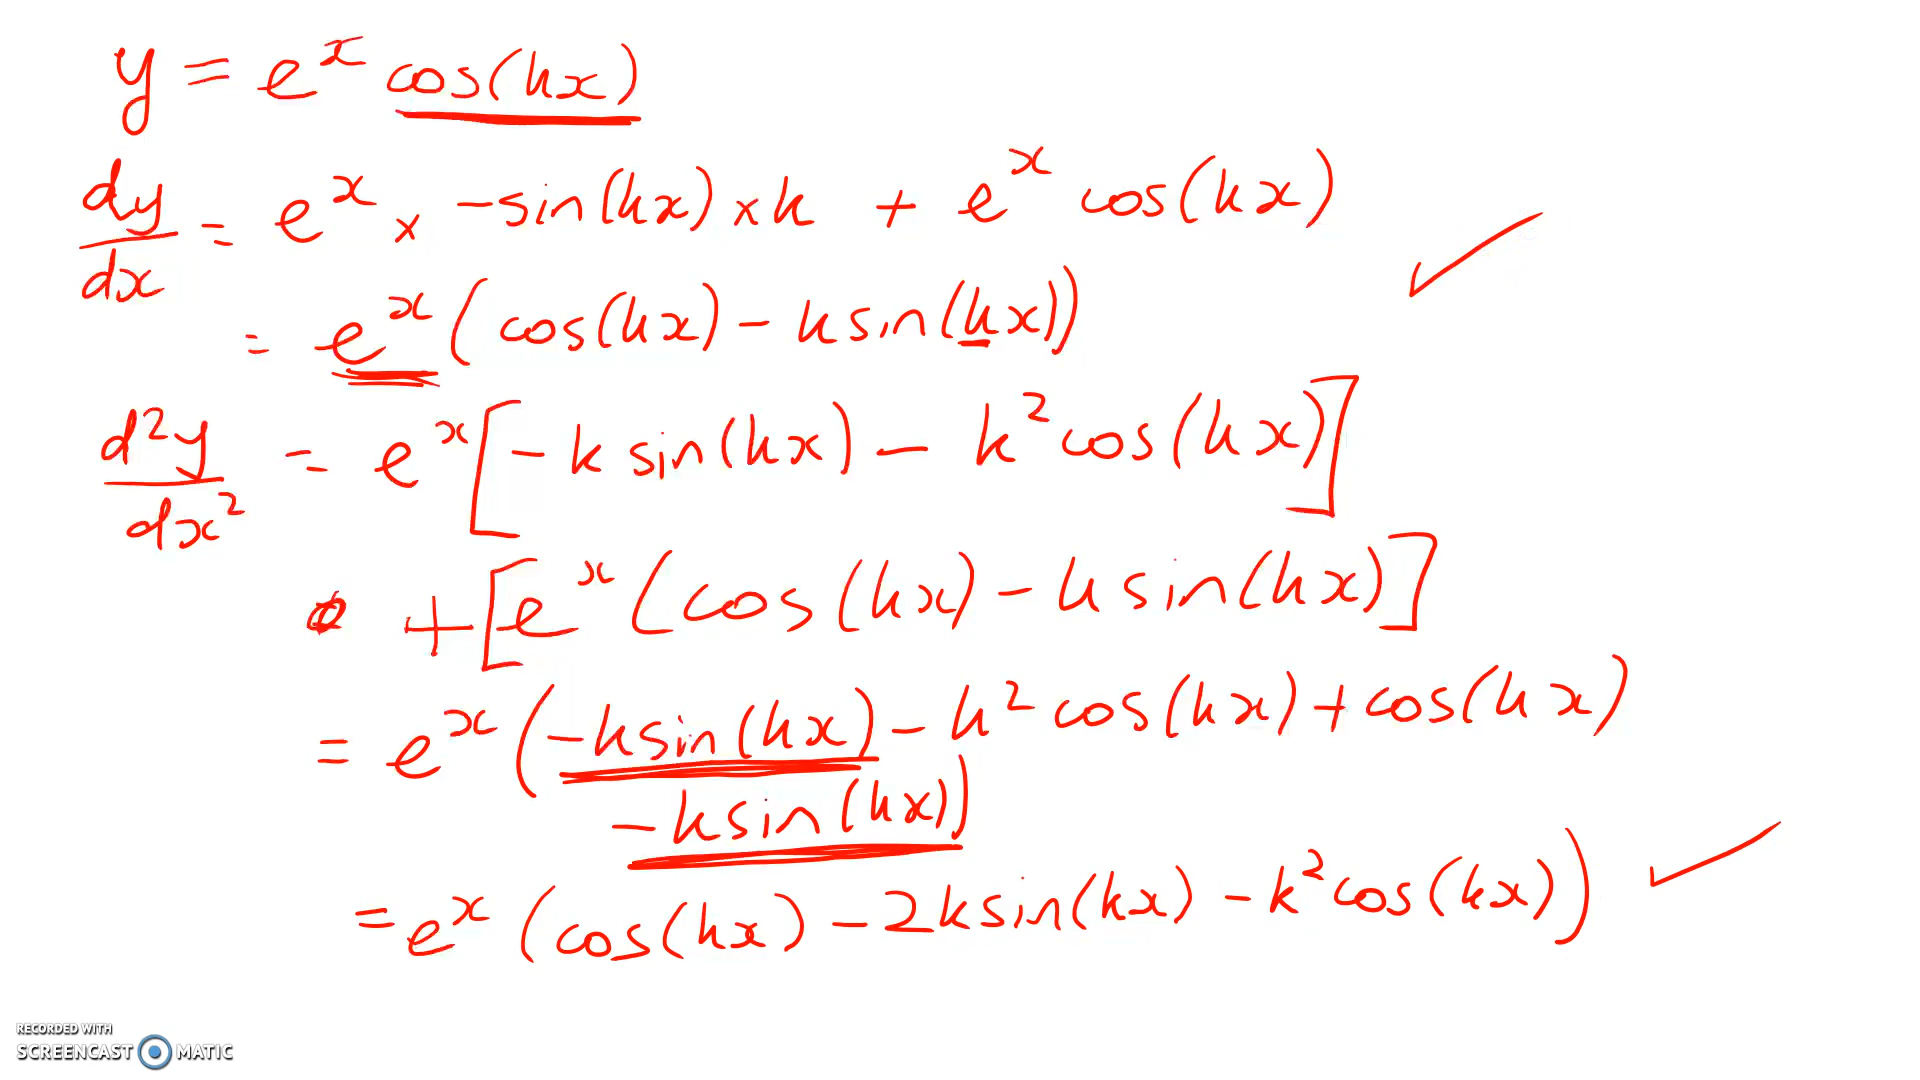 y = e^x cos(kx)
dy/dx = e^x × -sin(kx) × k + e^x cos(kx)
= e^x (cos(kx) - k sin(kx))
d²y/dx² = e^x [-k sin(kx) - k² cos(kx)]
+ [e^x (cos(kx) - k sin(kx)]
= e^x (-k sin(kx) - k² cos(kx) + cos(kx)
- k sin(kx))
= e^x (cos(kx) - 2k sin(kx) - k² cos(kx))
RECORDED WITH
SCREENCAST MATIC